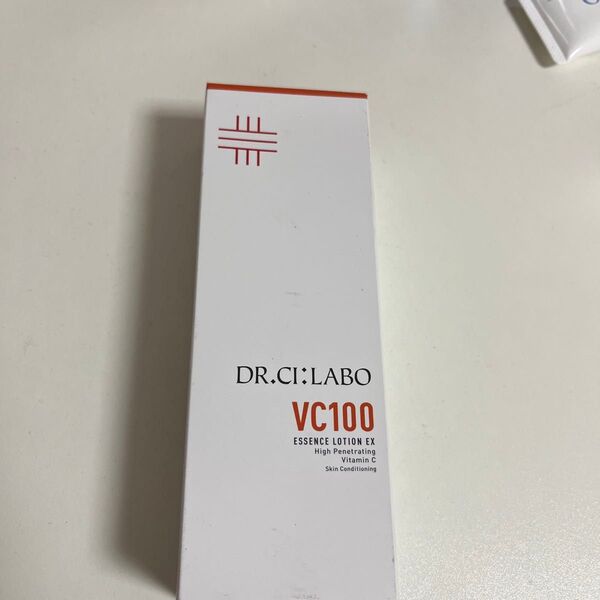 DR.CI:LABO
VC100
ESSENCE LOTION EX
High Penetrating
Vitamin C
Skin Conditioning